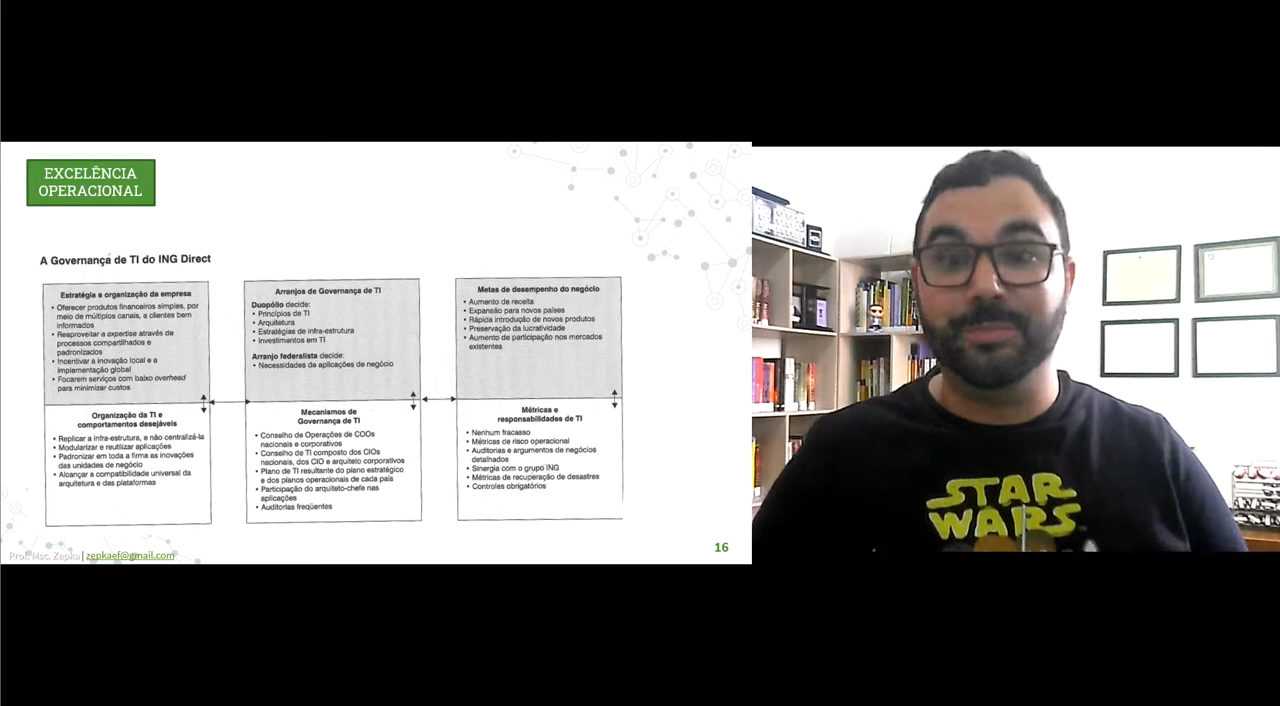 EXCELÊNCIA
OPERACIONAL
A Governança de TI do ING Direct
Estratégia e organização da empresa
• Oferecer produtos financeiros simples, por
meio de múltiplos canais, a clientes bem
informados
• Reaproveitar a expertise através de
processos compartilhados e
padronizados
• Incentivar a inovação local e a
implementação global
• Focarem serviços com baixo overhead
para minimizar custos
Organização da TI e
comportamentos desejáveis
• Replicar a infra-estrutura, e não centralizá-la
• Modularizar e reutilizar aplicações
• Padronizar em toda a firma as inovações
das unidades de negócio
• Alcançar a compatibilidade universal da
arquitetura e das plataformas
Arranjos de Governança de TI
Duopólio decide:
• Princípios de TI
• Arquitetura
• Estratégias de infra-estrutura
• Investimentos em TI
Arranjo federalista decide:
• Necessidades de aplicações de negócio
Mecanismos de
Governança de TI
• Conselho de Operações de COOs
nacionais e corporativos
• Conselho de TI composto dos CIOs
nacionais, dos CIO e arquiteto corporativos
• Plano de TI resultante do plano estratégico
e dos planos operacionais de cada país
• Participação do arquiteto-chefe nas
aplicações
• Auditorias freqüentes
Metas de desempenho do negócio
• Aumento de receita
• Expansão para novos países
• Rápida introdução de novos produtos
• Preservação da lucratividade
• Aumento de participação nos mercados
existentes
Métricas e
responsabilidades de TI
• Nenhum fracasso
• Métricas de risco operacional
• Auditorias e argumentos de negócios
detalhados
• Sinergia com o grupo ING
• Métricas de recuperação de desastres
• Controles obrigatórios
Prof. Msc. Zepka | zepkaef@gmail.com
16
STAR
WARS